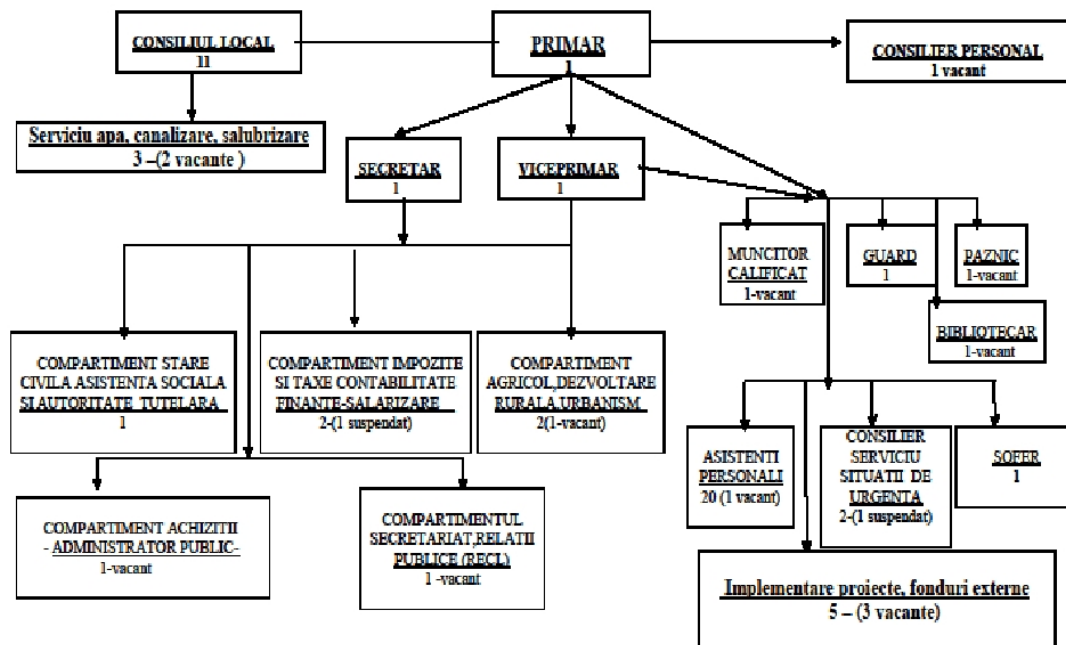 CONSILIUL LOCAL
11
PRIMAR
1
CONSILIER PERSONAL
1 vacant
Serviciu apa, canalizare, salubrizare
3 –(2 vacante )
SECRETAR
1
VICEPRIMAR
1
MUNCITOR
CALIFICAT
1-vacant
GUARD
1
PAZNIC
1-vacant
BIBLIOTECAR
1-vacant
COMPARTIMENT STARE
CIVILA ASISTENTA SOCIALA
SI AUTORITATE TUTELARA
1
COMPARTIMENT IMPOZITE
SI TAXE CONTABILITATE
FINANTE-SALARIZARE
2-(1 suspendat)
COMPARTIMENT
AGRICOL,DEZVOLTARE
RURALA,URBANISM
2(1-vacant)
ASISTENTI
PERSONALI
20 (1 vacant)
CONSILIER
SERVICIU
SITUATII DE
URGENTA
2-(1 suspendat)
SOFER
1
COMPARTIMENT ACHIZITII
- ADMINISTRATOR PUBLIC-
1-vacant
COMPARTIMENTUL
SECRETARIAT,RELATII
PUBLICE (RECL)
1 -vacant
Implementare proiecte, fonduri externe
5 – (3 vacante)